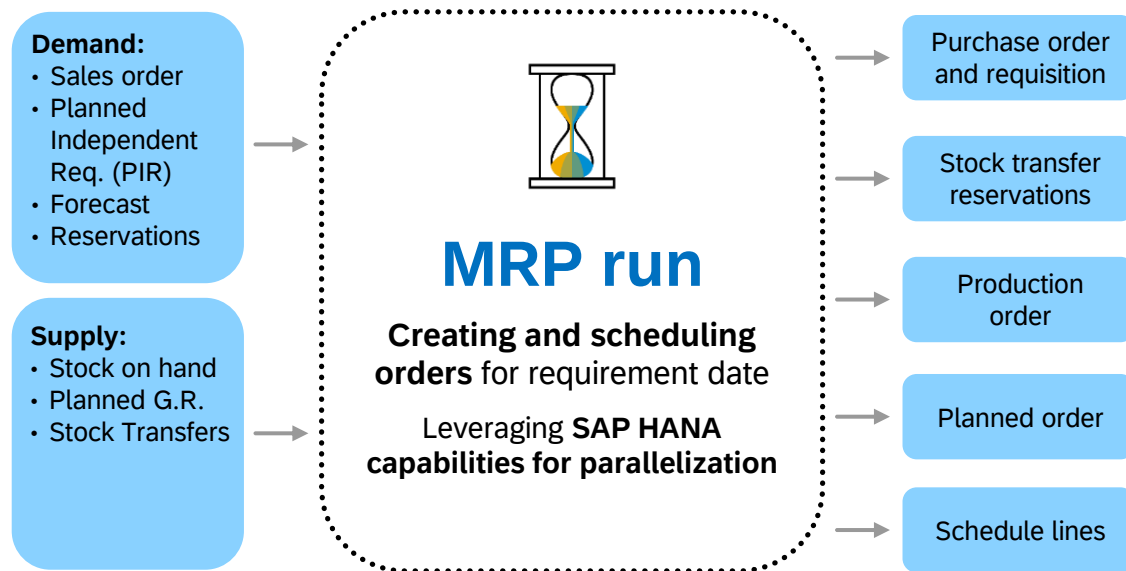 Demand:
• Sales order
• Planned
Independent
Req. (PIR)
• Forecast
• Reservations
Supply:
• Stock on hand
• Planned G.R.
• Stock Transfers
MRP run
Creating and scheduling
orders for requirement date
Leveraging SAP HANA
capabilities for parallelization
Purchase order
and requisition
Stock transfer
reservations
Production
order
Planned order
Schedule lines